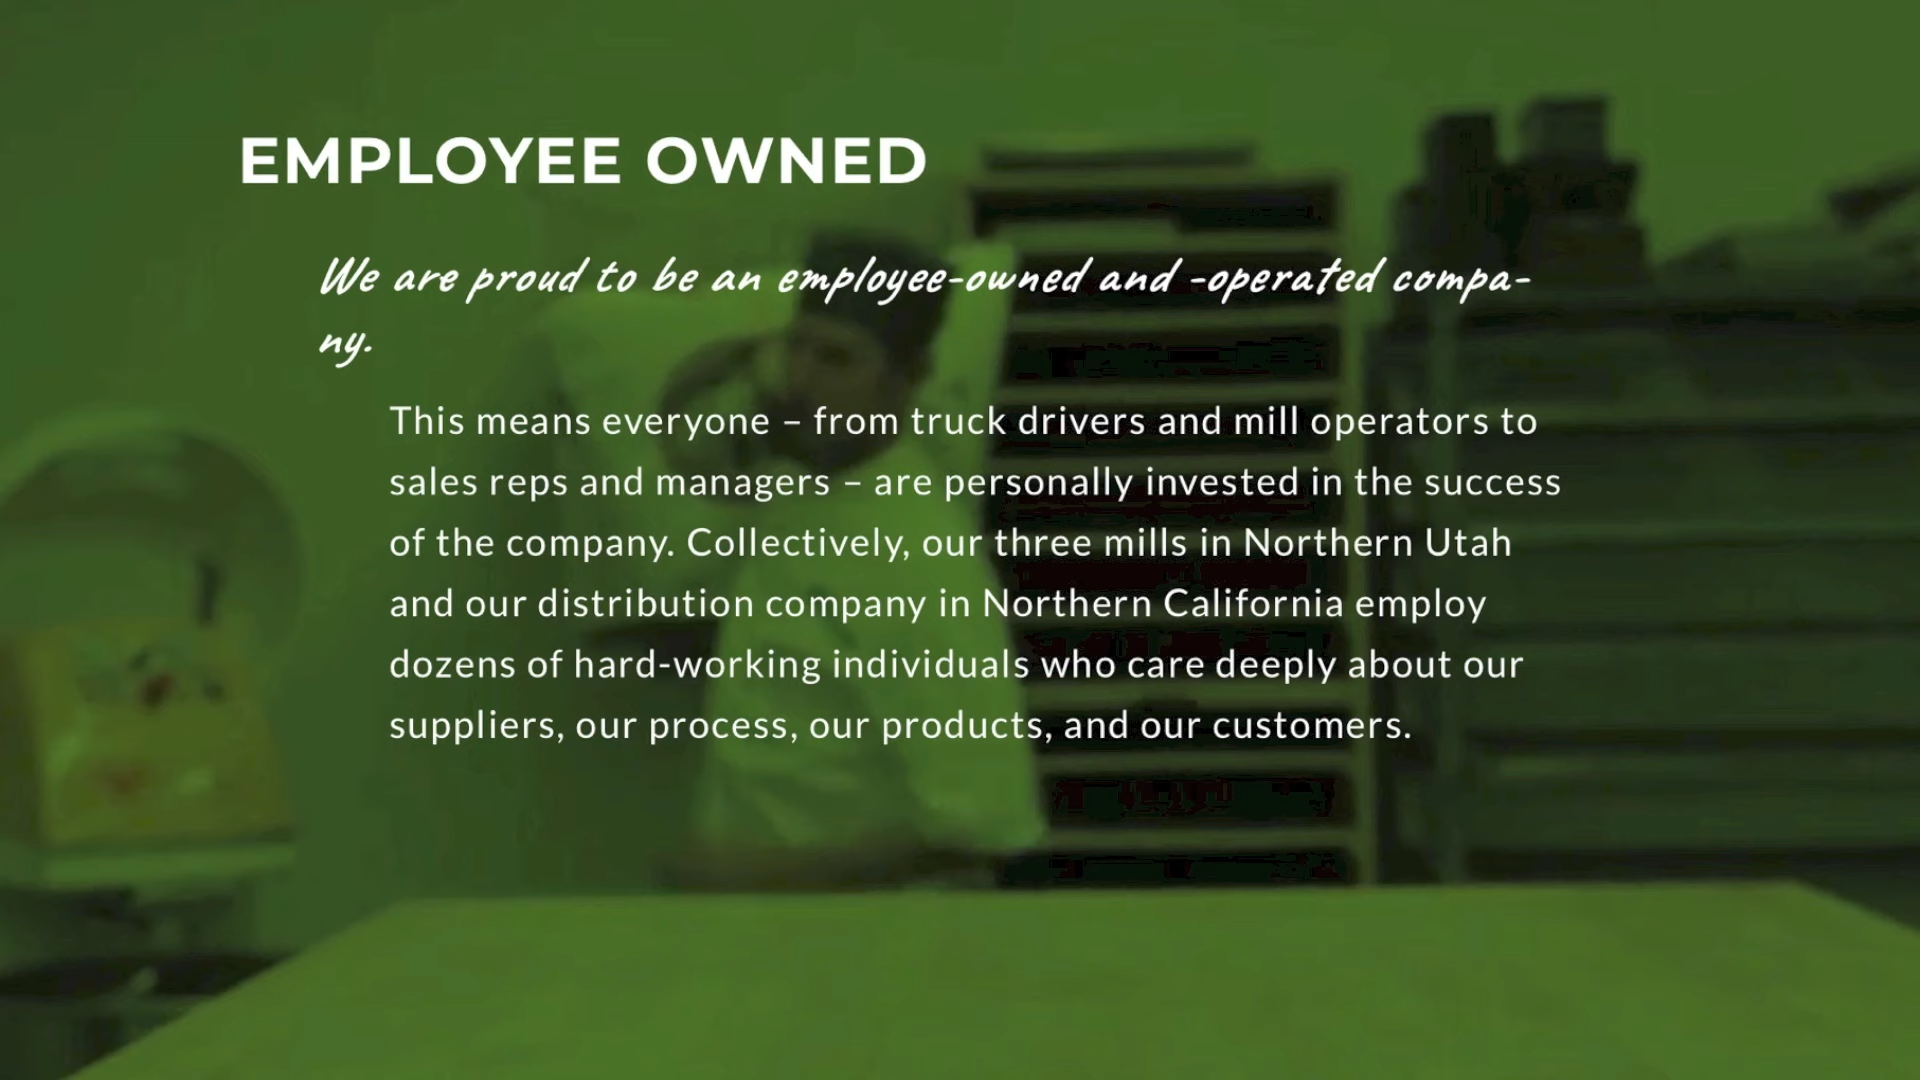 EMPLOYEE OWNED
We are proud to be an employee-owned and -operated compa-
ny.
This means everyone – from truck drivers and mill operators to
sales reps and managers – are personally invested in the success
of the company. Collectively, our three mills in Northern Utah
and our distribution company in Northern California employ
dozens of hard-working individuals who care deeply about our
suppliers, our process, our products, and our customers.